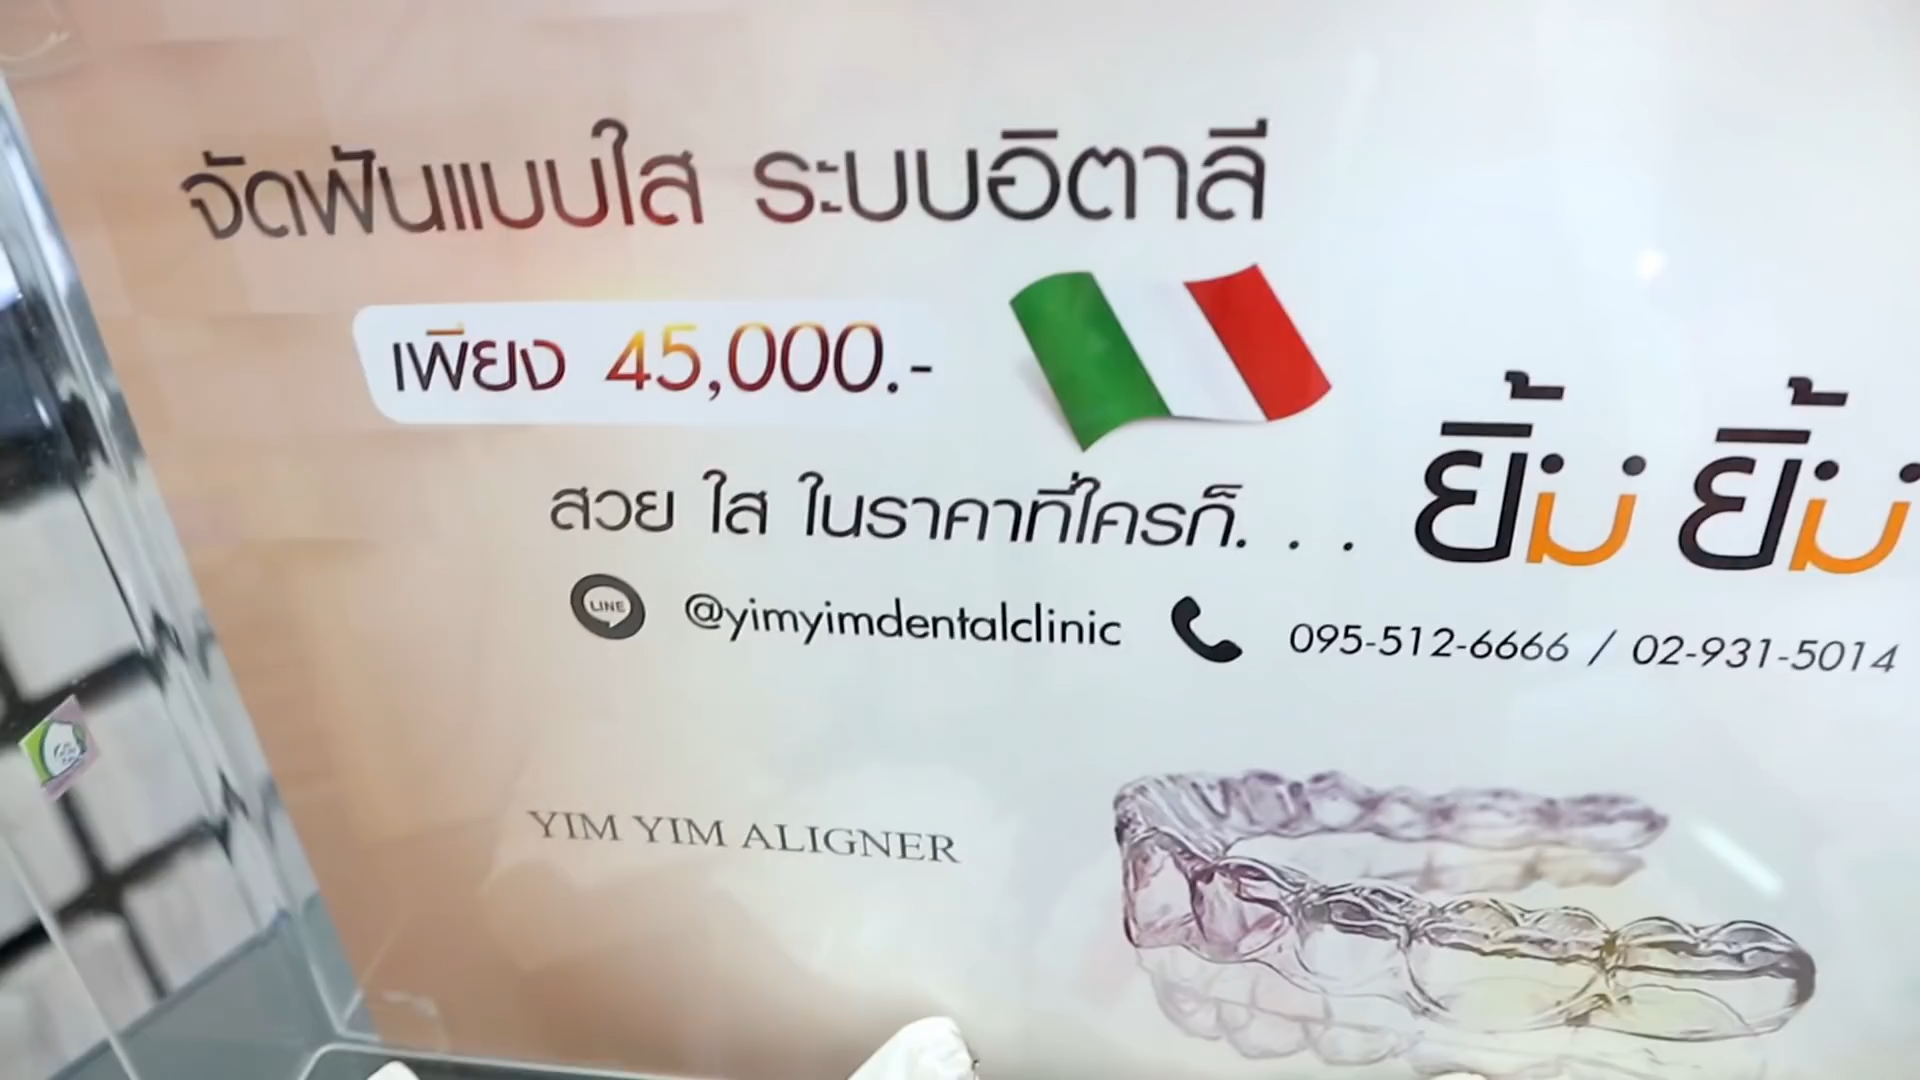 จัดฟันแบบใส ระบบอิตาลี
เพียง 45,000.-
สวย ใส ในราคาที่ใครก็. . . ยิ้ม ยิ้ม
LINE @yimyimdentalclinic 095-512-6666 / 02-931-5014
YIM YIM ALIGNER